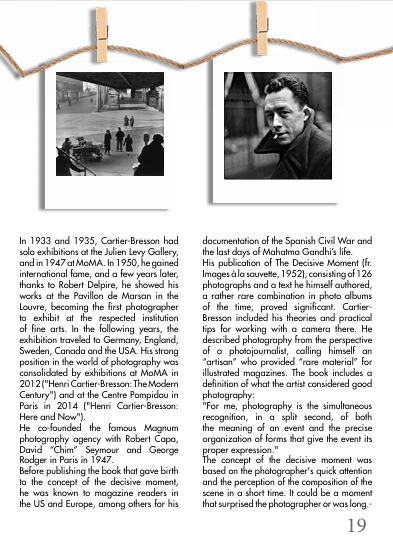 In 1933 and 1935, Cartier-Bresson had
solo exhibitions at the Julien Levy Gallery,
and in 1947 at MoMA. In 1950, he gained
international fame, and a few years later,
thanks to Robert Delpire, he showed his
works at the Pavillon de Marsan in the
Louvre, becoming the first photographer
to exhibit at the respected institution
of fine arts. In the following years, the
exhibition traveled to Germany, England,
Sweden, Canada and the USA. His strong
position in the world of photography was
consolidated by exhibitions at MoMA in
2012 ("Henri Cartier-Bresson: The Modern
Century") and at the Centre Pompidou in
Paris in 2014 ("Henri Cartier-Bresson:
Here and Now").
He co-founded the famous Magnum
photography agency with Robert Capa,
David "Chim" Seymour and George
Rodger in Paris in 1947.
Before publishing the book that gave birth
to the concept of the decisive moment,
he was known to magazine readers in
the US and Europe, among others for his
documentation of the Spanish Civil War and
the last days of Mahatma Gandhi's life.
His publication of The Decisive Moment (fr.
Images à la sauvette, 1952), consisting of 126
photographs and a text he himself authored,
a rather rare combination in photo albums
of the time, proved significant. Cartier-
Bresson included his theories and practical
tips for working with a camera there. He
described photography from the perspective
of a photojournalist, calling himself an
"artisan" who provided "rare material" for
illustrated magazines. The book includes a
definition of what the artist considered good
photography:
"For me, photography is the simultaneous
recognition, in a split second, of both
the meaning of an event and the precise
organization of forms that give the event its
proper expression."
The concept of the decisive moment was
based on the photographer's quick attention
and the perception of the composition of the
scene in a short time. It could be a moment
that surprised the photographer or was long.-
19